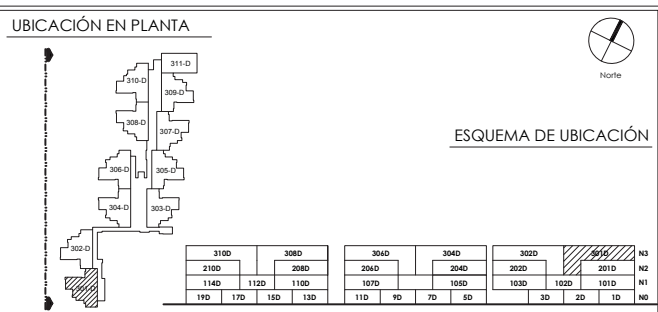 UBICACIÓN EN PLANTA
Norte
311-D
310-D
309-D
308-D
307-D
306-D
305-D
304-D
303-D
302-D
301-D
ESQUEMA DE UBICACIÓN
310D 308D 306D 304D 302D 301D N3
210D 208D 206D 204D 202D 201D N2
114D 112D 110D 107D 105D 103D 102D 101D N1
19D 17D 15D 13D 11D 9D 7D 5D 3D 2D 1D N0